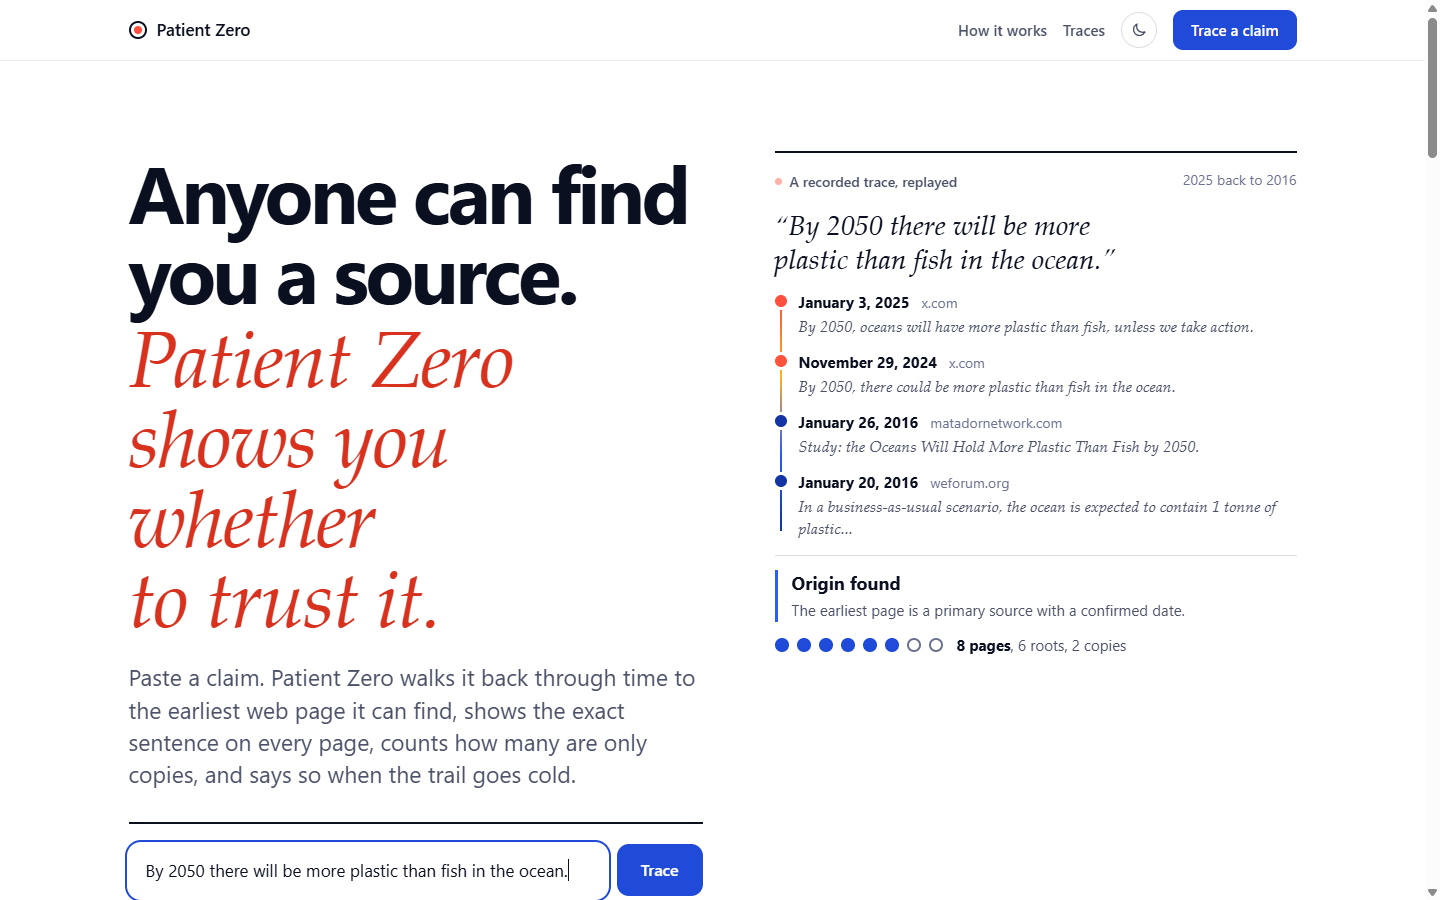 Patient Zero
How it works
Traces
Trace a claim
Anyone can find
you a source.
Patient Zero
shows you
whether
to trust it.
Paste a claim. Patient Zero walks it back through time to
the earliest web page it can find, shows the exact
sentence on every page, counts how many are only
copies, and says so when the trail goes cold.
By 2050 there will be more plastic than fish in the ocean.
Trace
A recorded trace, replayed
2025 back to 2016
“By 2050 there will be more
plastic than fish in the ocean.”
January 3, 2025 x.com
By 2050, oceans will have more plastic than fish, unless we take action.
November 29, 2024 x.com
By 2050, there could be more plastic than fish in the ocean.
January 26, 2016 matadornetwork.com
Study: the Oceans Will Hold More Plastic Than Fish by 2050.
January 20, 2016 weforum.org
In a business-as-usual scenario, the ocean is expected to contain 1 tonne of
plastic...
Origin found
The earliest page is a primary source with a confirmed date.
8 pages, 6 roots, 2 copies